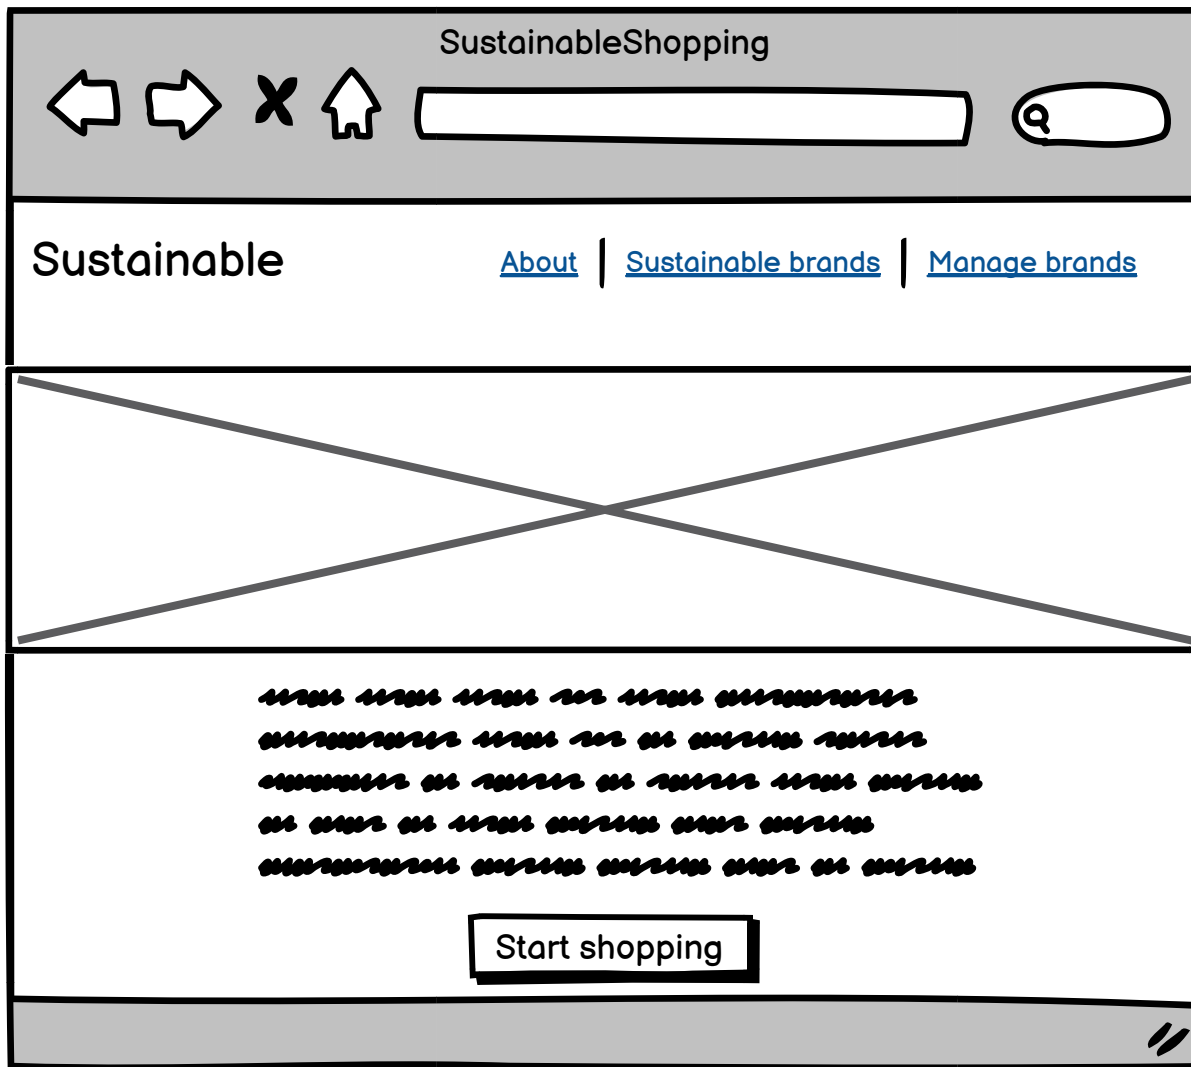 SustainableShopping
Sustainable
About | Sustainable brands | Manage brands
Start shopping